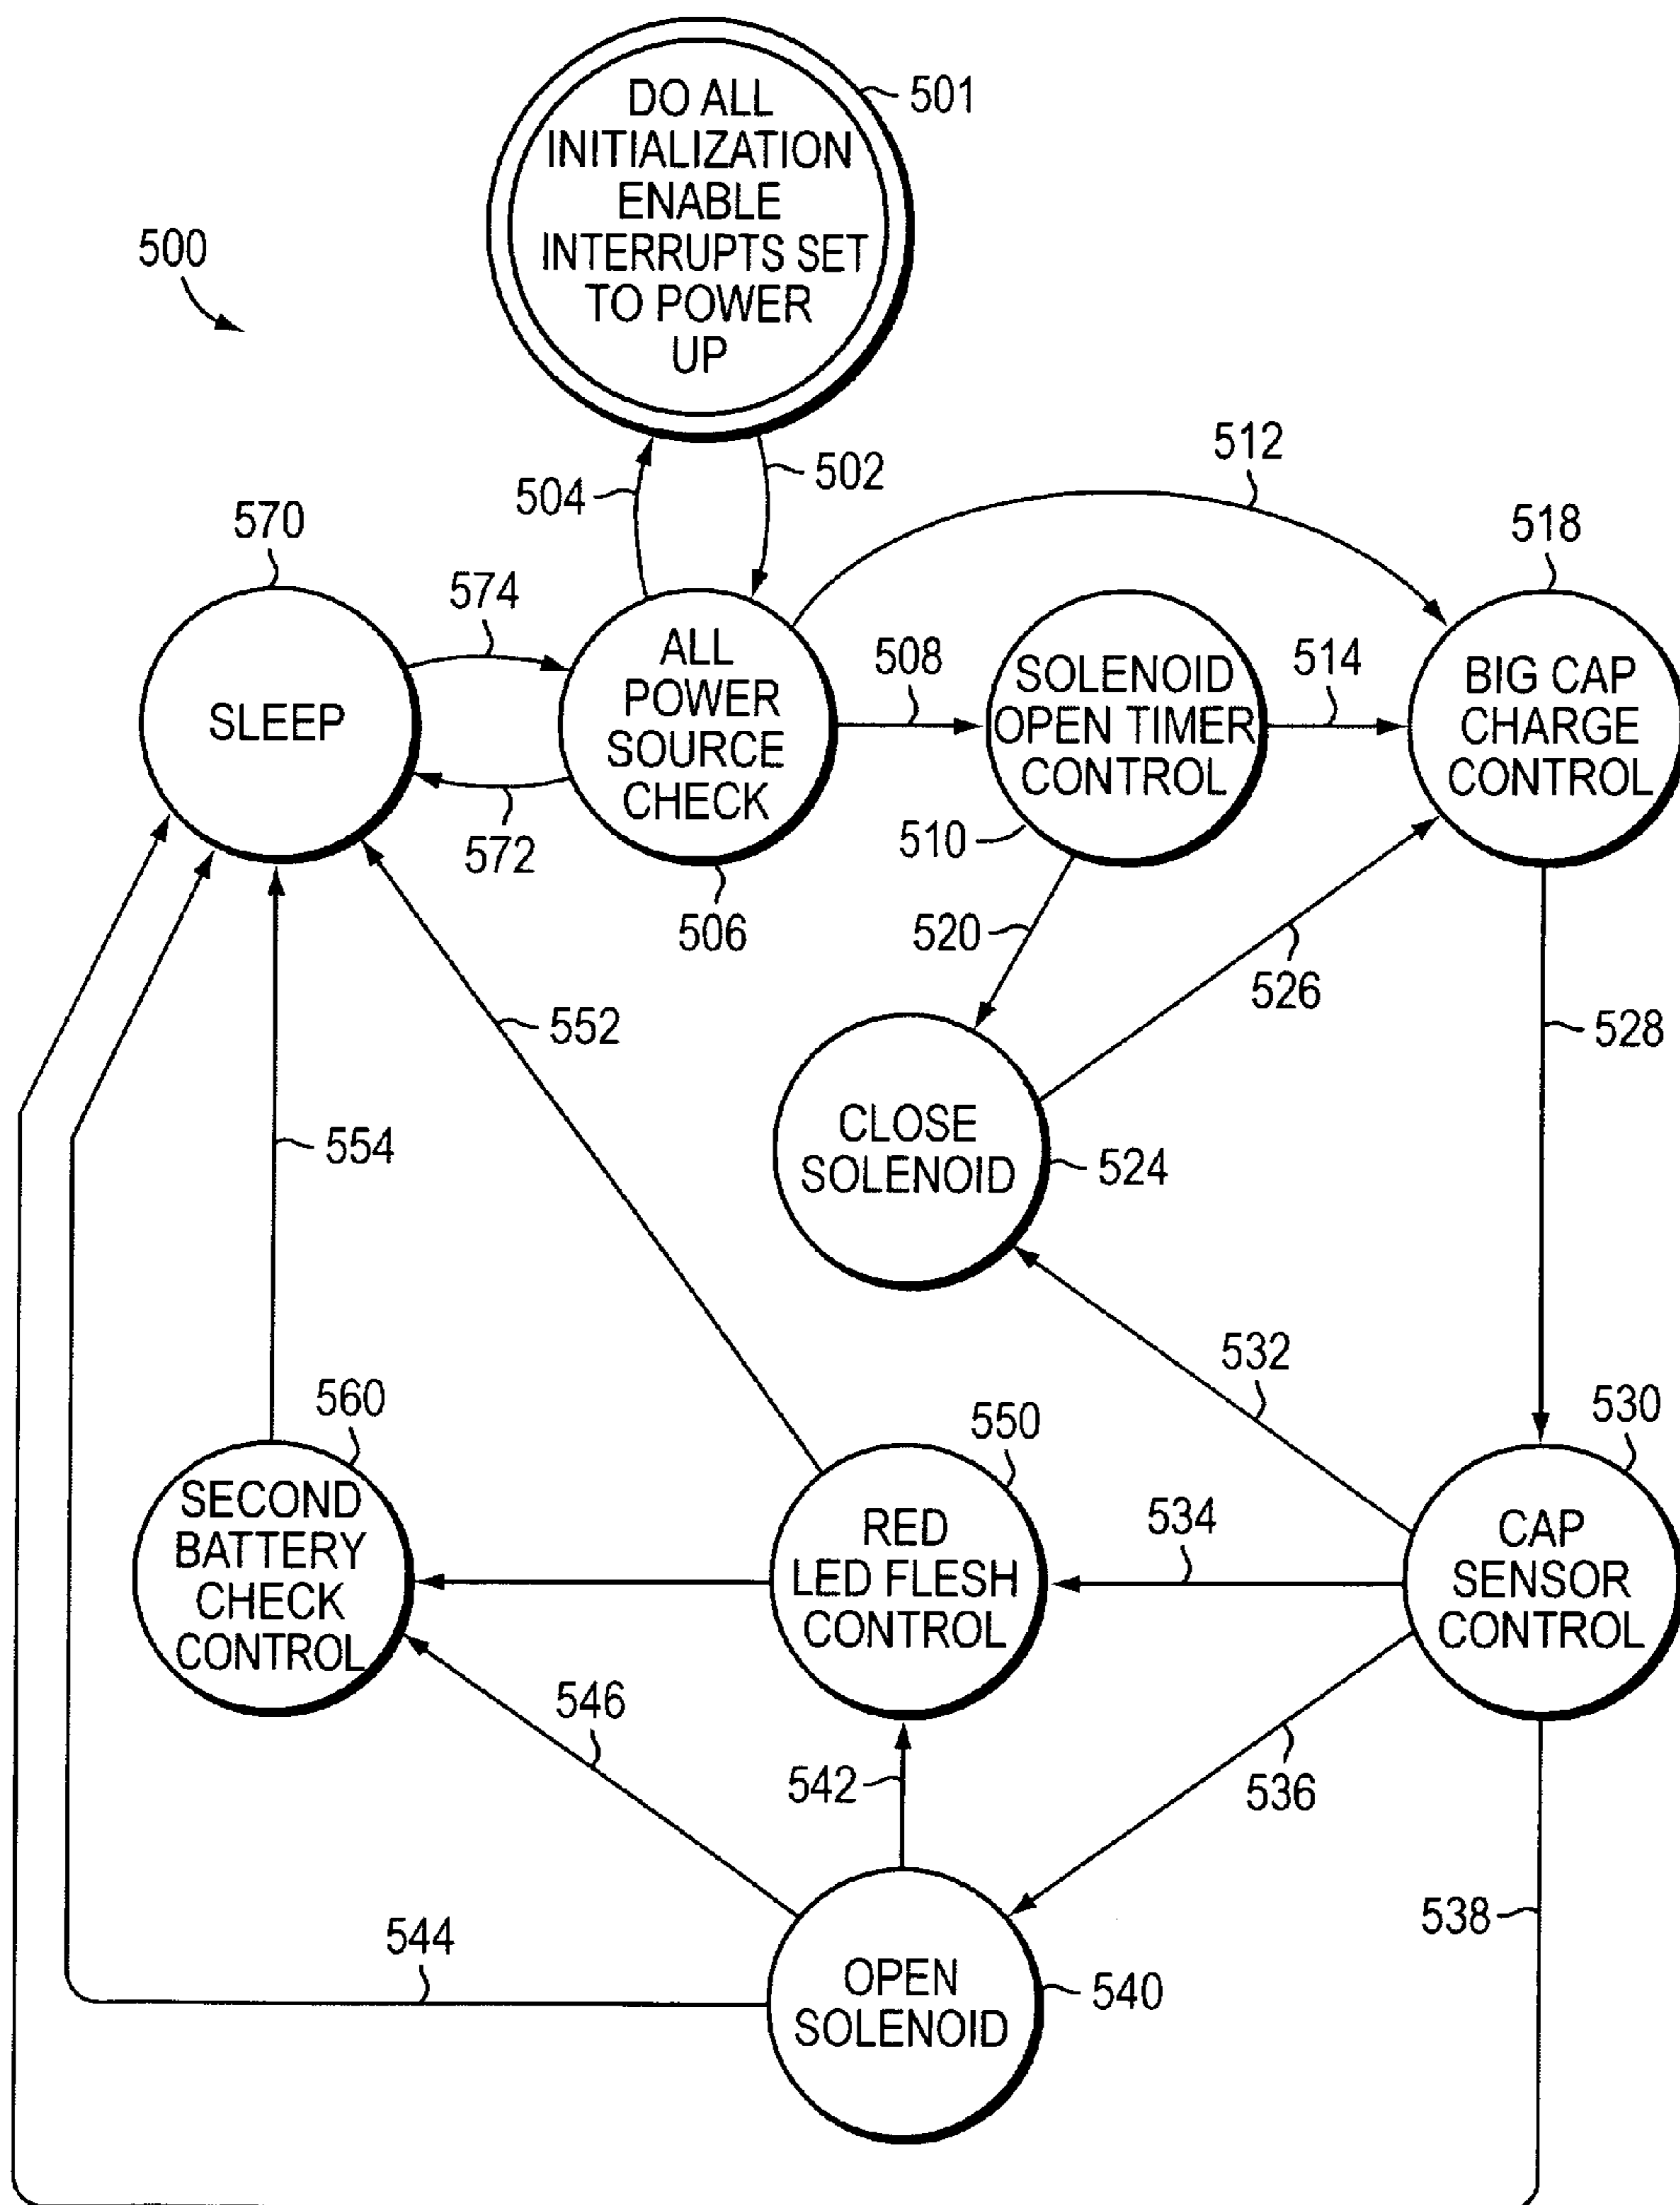 501
DO ALL
INITIALIZATION
ENABLE
INTERRUPTS SET
TO POWER
UP
500
504
502
512
570
574
518
SLEEP
ALL
POWER
SOURCE
CHECK
508
SOLENOID
OPEN TIMER
CONTROL
514
BIG CAP
CHARGE
CONTROL
572
510
506
520
526
552
528
554
CLOSE
SOLENOID
524
532
560
550
530
SECOND
BATTERY
CHECK
CONTROL
RED
LED FLESH
CONTROL
534
CAP
SENSOR
CONTROL
546
542
536
538
544
OPEN
SOLENOID
540